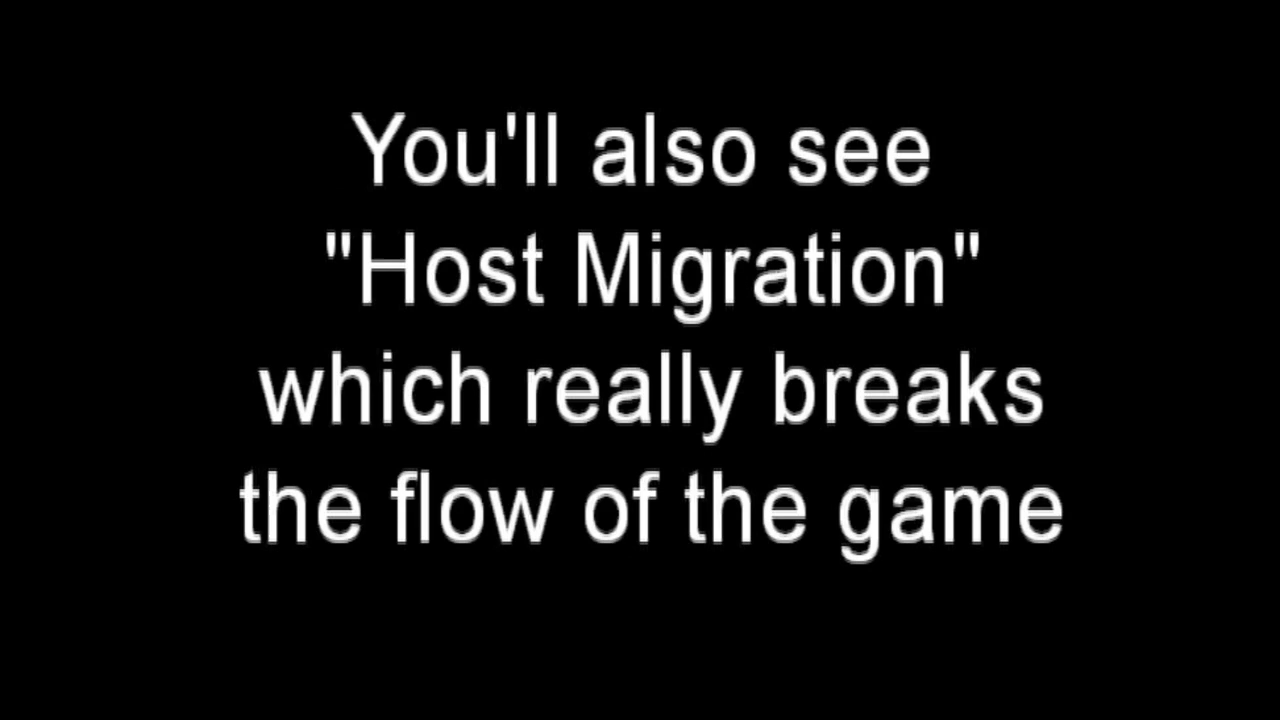 You'll also see
"Host Migration"
which really breaks
the flow of the game